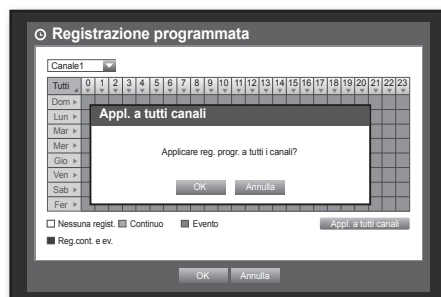 Registrazione programmata
Canale1
Tutti 0 1 2 3 4 5 6 7 8 9 10 11 12 13 14 15 16 17 18 19 20 21 22 23
Dom
Lun
Mar
Mer
Gio
Ven
Sab
Fer
Appl. a tutti canali
Applicare reg. progr. a tutti i canali?
OK Annulla
Nessuna regist. Continuo Evento Appl. a tutti canali
Reg.cont. e ev.
OK Annulla